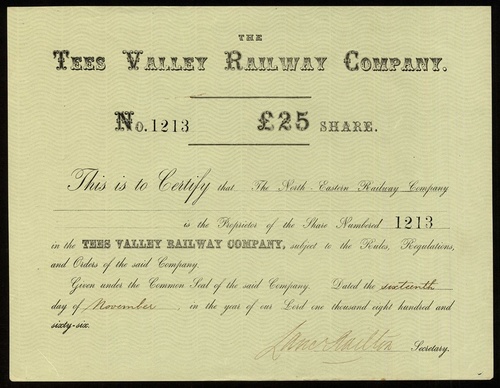 THE
TEES VALLEY RAILWAY COMPANY.
No. 1213 £25 SHARE.
This is to Certify that The North-Eastern Railway Company
is the Proprietor of the Share Numbered 1213
in the TEES VALLEY RAILWAY COMPANY, subject to the Rules, Regulations,
and Orders of the said Company.
Given under the Common Seal of the said Company. Dated the sixteenth
day of November in the year of our Lord one thousand eight hundred and
sixty-six.
Secretary.